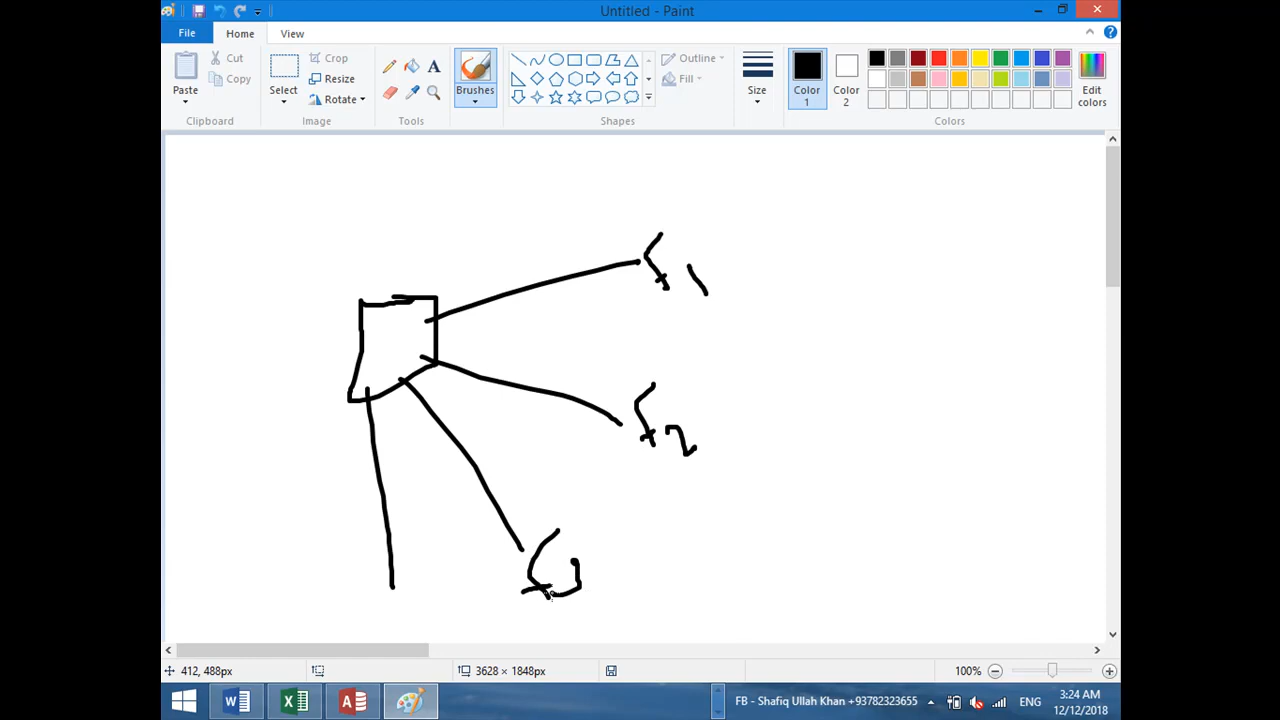 Untitled - Paint
File Home View
Cut
Copy
Paste
Clipboard
Crop
Resize
Rotate
Select
Image
A
Tools
Brushes
Shapes
Outline
Fill
Size
Color 1
Color 2
Edit colors
Colors
1
2
412, 488px
3628 × 1848px
100%
FB - Shafiq Ullah Khan +93782323655
ENG
3:24 AM
12/12/2018